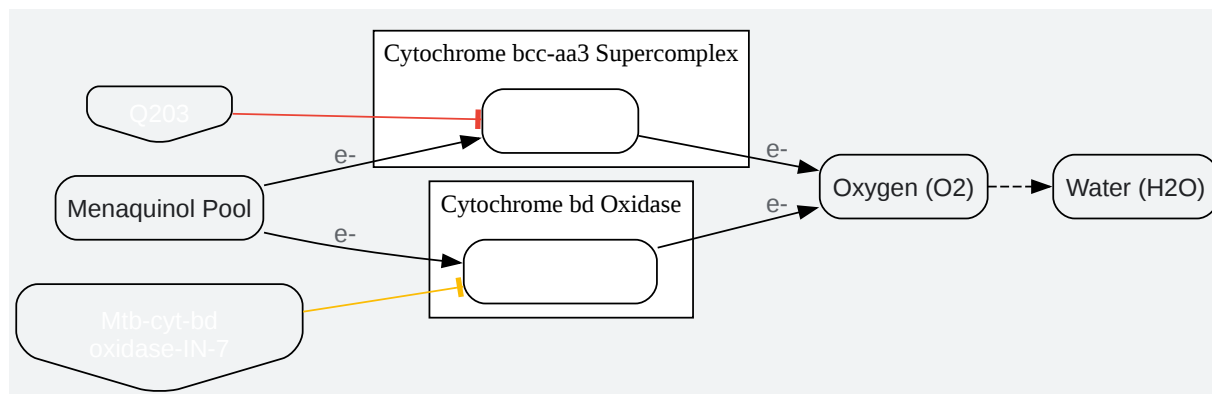 Cytochrome bcc-aa3 Supercomplex
Q203
e-
e-
Menaquinol Pool
Oxygen (O2)
Water (H2O)
Cytochrome bd Oxidase
e-
e-
Mtb-cyt-bd
oxidase-IN-7